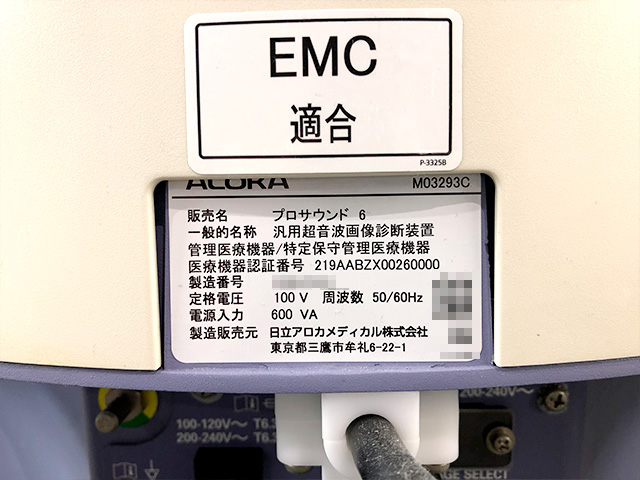 EMC
適合
P-3325B
ALOKA M03293C
販売名 プロサウンド 6
一般的名称 汎用超音波画像診断装置
管理医療機器/特定保守管理医療機器
医療機器認証番号 219AABZX00260000
製造番号
定格電圧 100 V 周波数 50/60Hz
電源入力 600 VA
製造販売元 日立アロカメディカル株式会社
東京都三鷹市牟礼6-22-1
100-120V～ T6.3
200-240V～ T6.3
200-240V～
SELECT